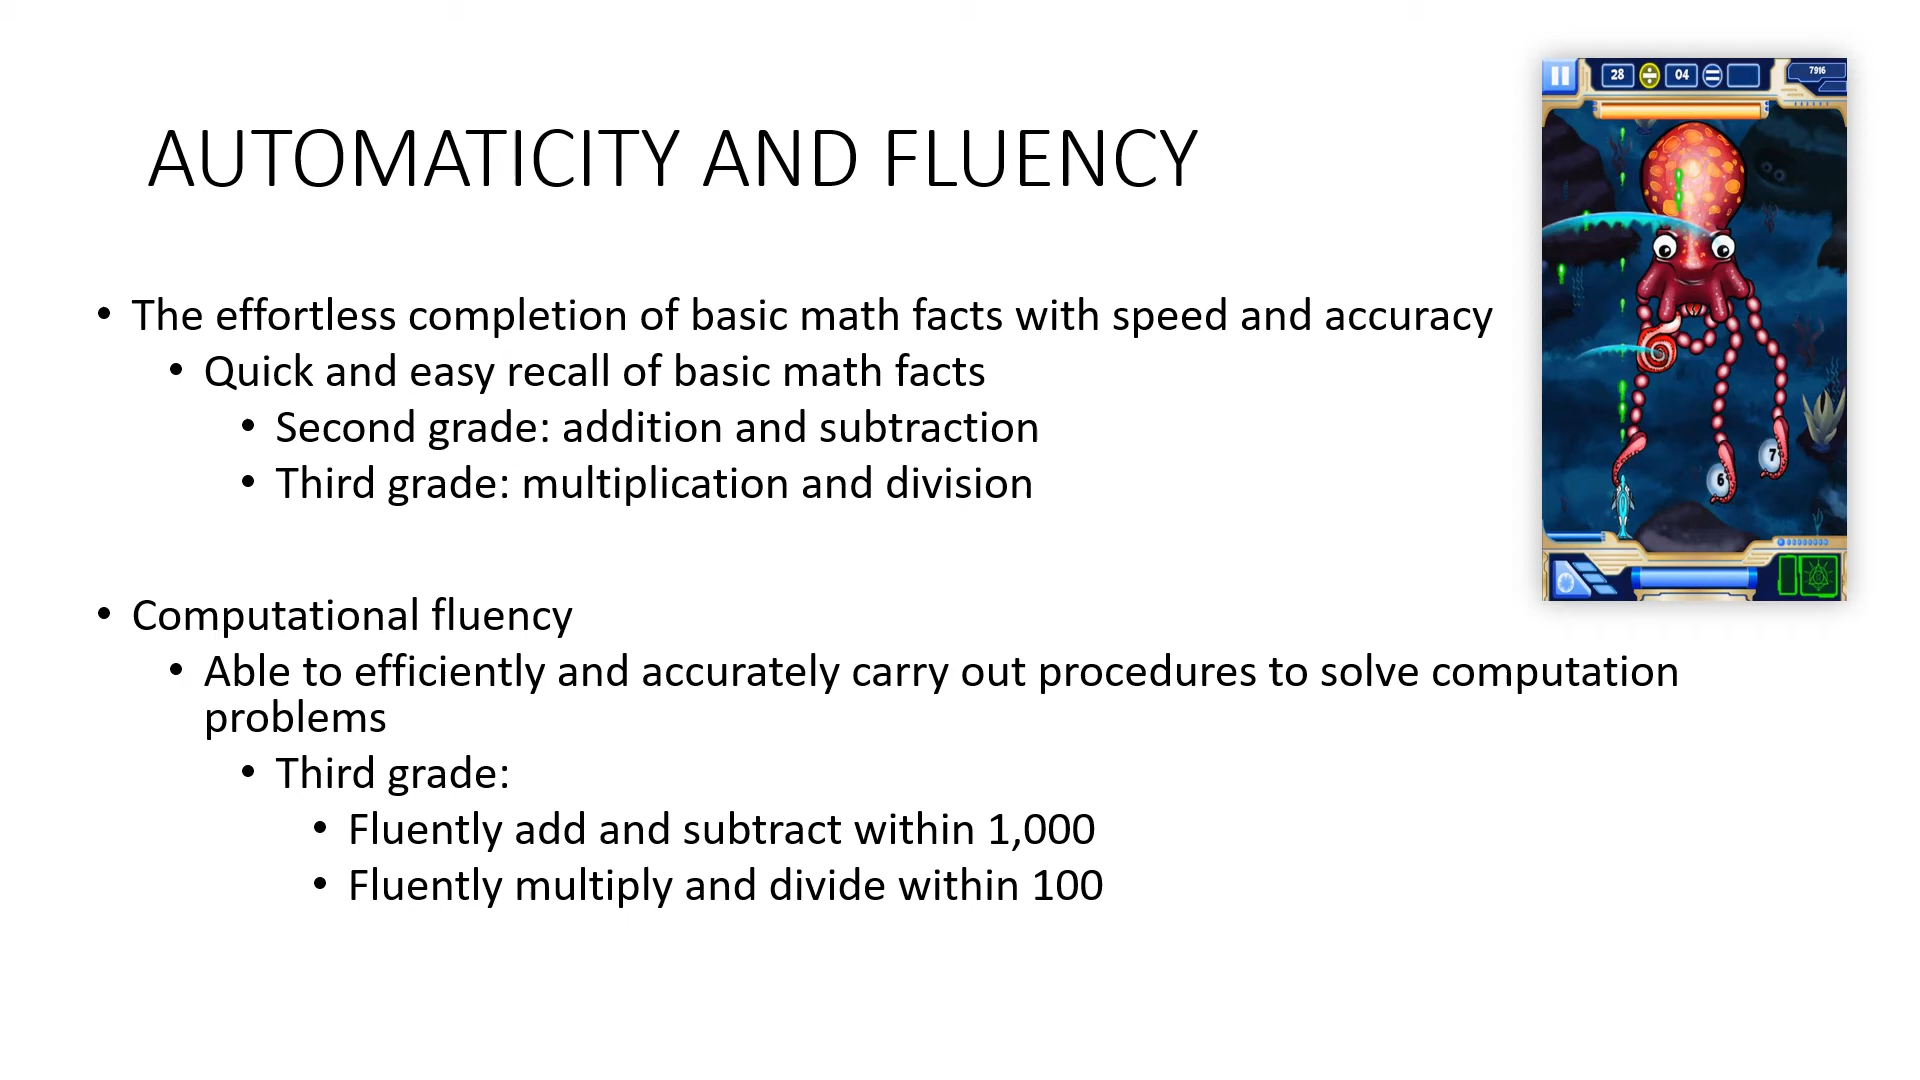 AUTOMATICITY AND FLUENCY
• The effortless completion of basic math facts with speed and accuracy
• Quick and easy recall of basic math facts
• Second grade: addition and subtraction
• Third grade: multiplication and division
• Computational fluency
• Able to efficiently and accurately carry out procedures to solve computation
problems
• Third grade:
• Fluently add and subtract within 1,000
• Fluently multiply and divide within 100
28 ÷ 04 =
7916
7
6